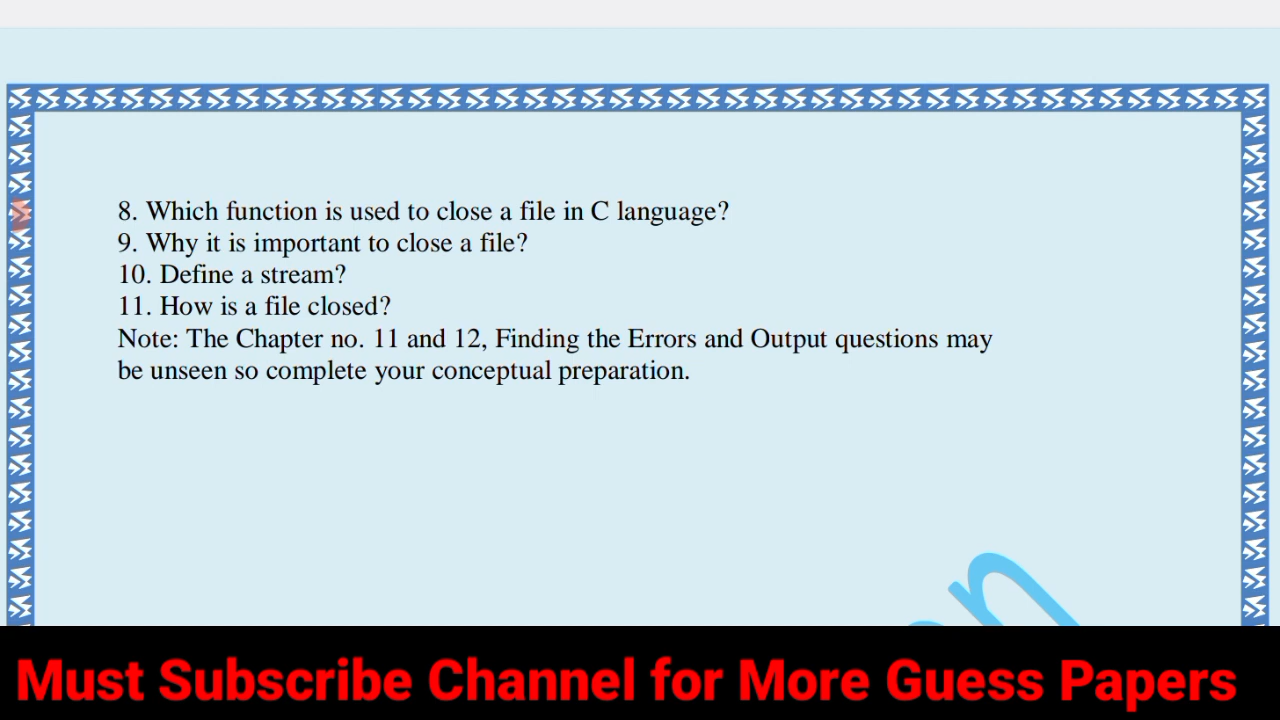 8. Which function is used to close a file in C language?
9. Why it is important to close a file?
10. Define a stream?
11. How is a file closed?
Note: The Chapter no. 11 and 12, Finding the Errors and Output questions may
be unseen so complete your conceptual preparation.
Must Subscribe Channel for More Guess Papers